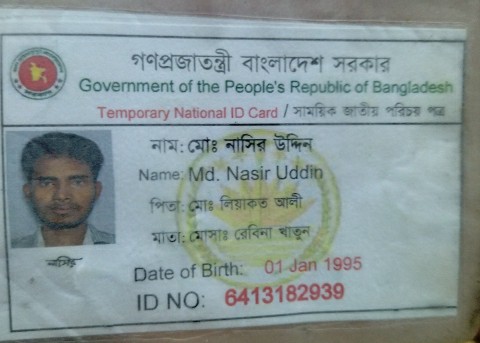 গণপ্রজাতন্ত্রী বাংলাদেশ সরকার
Government of the People's Republic of Bangladesh
Temporary National ID Card / সাময়িক জাতীয় পরিচয় পত্র
নাম: মোঃ নাসির উদ্দিন
Name: Md. Nasir Uddin
পিতা: মোঃ লিয়াকত আলী
মাতা: মোসাঃ রেবিনা খাতুন
নাসির
Date of Birth: 01 Jan 1995
ID NO: 6413182939